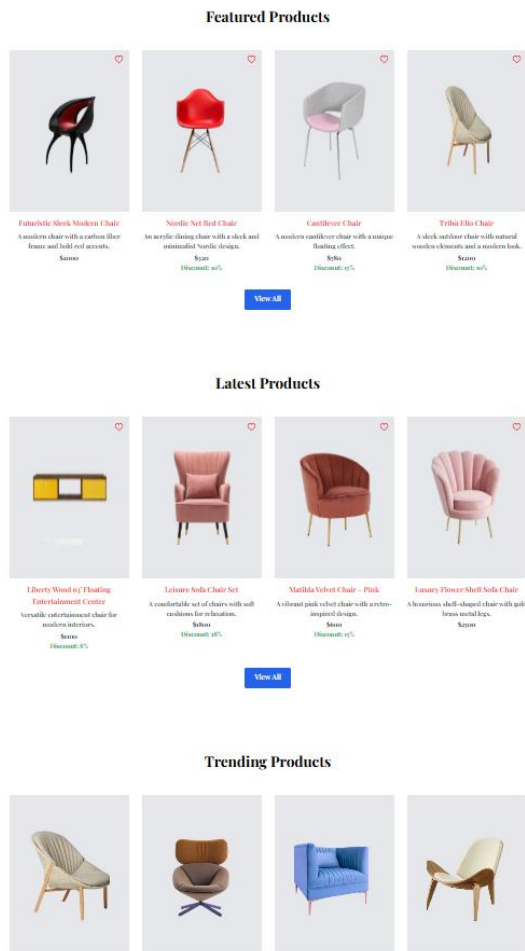 Featured Products
Futuristic Sleek Modern Chair
A modern chair with a carbon fiber
frame and bold red accents.
$2000
Nordic Net Red Chair
An acrylic dining chair with a sleek and
minimalist Nordic design.
$520
Discount: 10%
Cantilever Chair
A modern cantilever chair with a unique
floating effect.
$780
Discount: 15%
Tribù Elio Chair
A sleek outdoor chair with natural
wooden elements and a modern look.
$1200
Discount: 10%
View All
Latest Products
Liberty Wood 63' Floating
Entertainment Center
Versatile entertainment chair for
modern interiors.
Discount: 8%
Leisure Sofa Chair Set
A comfortable set of chairs with soft
cushions for relaxation.
$1800
Discount: 18%
Matilda Velvet Chair – Pink
A vibrant pink velvet chair with a retro-
inspired design.
$600
Discount: 15%
Luxury Flower Shell Sofa Chair
A luxurious shell-shaped chair with gold
brass metal legs.
$2500
View All
Trending Products